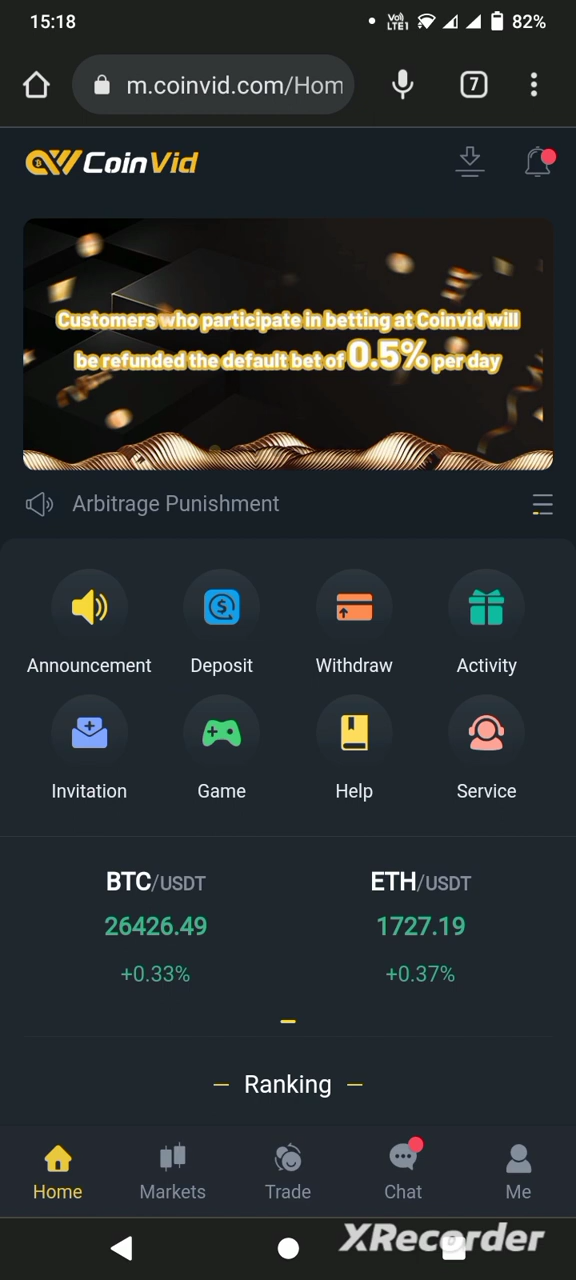 15:18
Vo)) LTE1
82%
m.coinvid.com/Hom
7
CoinVid
Customers who participate in betting at Coinvid will
be refunded the default bet of 0.5% per day
Arbitrage Punishment
Announcement Deposit Withdraw Activity
Invitation Game Help Service
BTC/USDT ETH/USDT
26426.49 1727.19
+0.33% +0.37%
Ranking
Home Markets Trade Chat Me
XRecorder